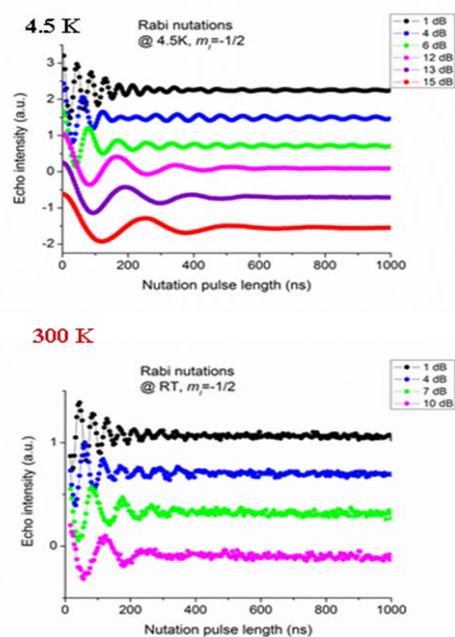 4.5 K
Rabi nutations
@ 4.5K, mI=-1/2
1 dB
4 dB
6 dB
12 dB
13 dB
15 dB
3
2
1
0
-1
-2
Echo intensity (a.u.)
0 200 400 600 800 1000
Nutation pulse length (ns)
300 K
Rabi nutations
@ RT, mI=-1/2
1 dB
4 dB
7 dB
10 dB
1
0
Echo intensity (a.u.)
0 200 400 600 800 1000
Nutation pulse length (ns)